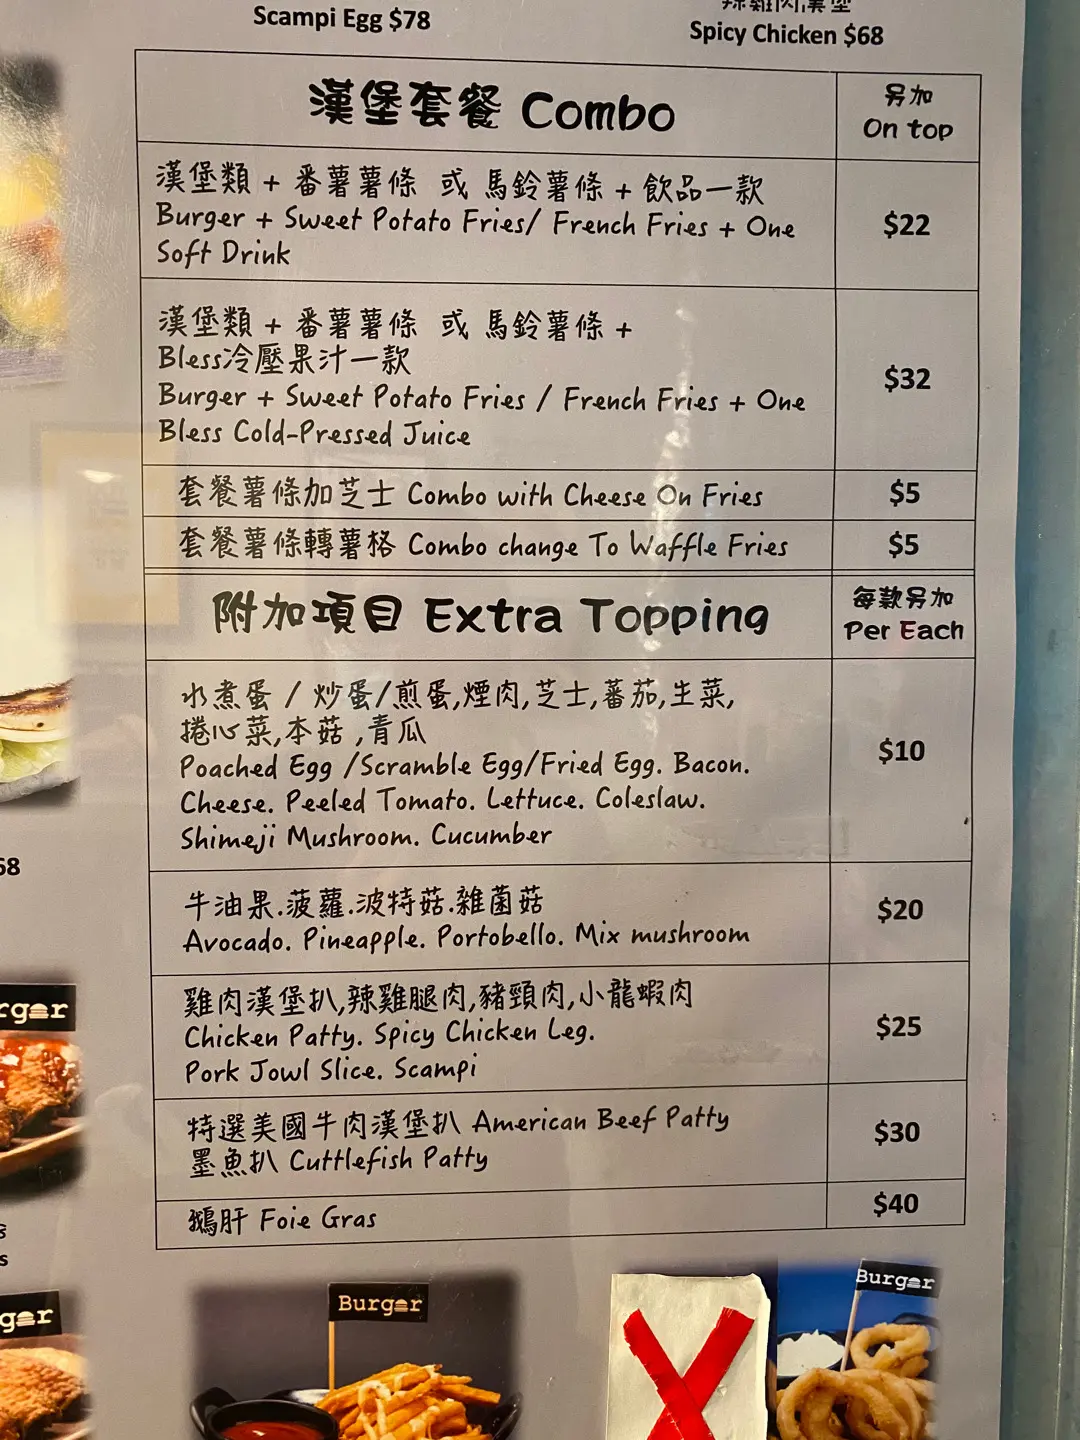 Scampi Egg $78
辣雞肉漢堡
Spicy Chicken $68
漢堡套餐 Combo
另加
On top
漢堡類 + 番薯薯條 或 馬鈴薯條 + 飲品一款
Burger + Sweet Potato Fries/ French Fries + One
Soft Drink
$22
漢堡類 + 番薯薯條 或 馬鈴薯條 +
Bless冷壓果汁一款
Burger + Sweet Potato Fries / French Fries + One
Bless Cold-Pressed Juice
$32
套餐薯條加芝士 Combo with Cheese On Fries
$5
套餐薯條轉薯格 Combo change To Waffle Fries
$5
附加項目 Extra Topping
每款另加
Per Each
水煮蛋 / 炒蛋/煎蛋,煙肉,芝士,蕃茄,生菜,
捲心菜,本菇 ,青瓜
Poached Egg /Scramble Egg/Fried Egg. Bacon.
Cheese. Peeled Tomato. Lettuce. Coleslaw.
Shimeji Mushroom. Cucumber
$10
牛油果.菠蘿.波特菇.雜菌菇
Avocado. Pineapple. Portobello. Mix mushroom
$20
雞肉漢堡扒,辣雞腿肉,豬頸肉,小龍蝦肉
Chicken Patty. Spicy Chicken Leg.
Pork Jowl Slice. Scampi
$25
特選美國牛肉漢堡扒 American Beef Patty
墨魚扒 Cuttlefish Patty
$30
鵝肝 Foie Gras
$40
Burger
Burger